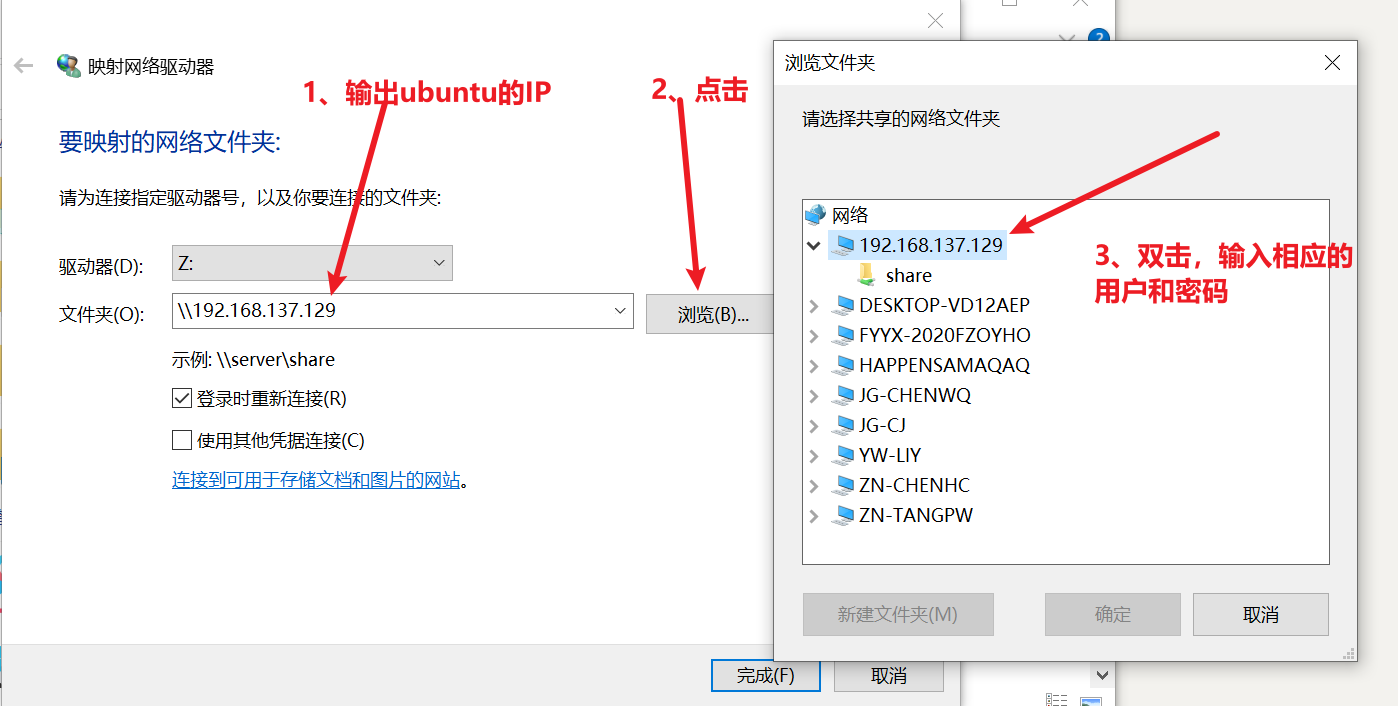 映射网络驱动器
1、输出ubuntu的IP
2、点击
要映射的网络文件夹:
请为连接指定驱动器号，以及你要连接的文件夹:
驱动器(D):
Z:
文件夹(O):
\\192.168.137.129
浏览(B)...
示例: \\server\share
登录时重新连接(R)
使用其他凭据连接(C)
连接到可用于存储文档和图片的网站。
完成(F)
取消
?
浏览文件夹
请选择共享的网络文件夹
网络
192.168.137.129
share
DESKTOP-VD12AEP
FYYX-2020FZOYHO
HAPPENSAMAQAQ
JG-CHENWQ
JG-CJ
YW-LIY
ZN-CHENHC
ZN-TANGPW
3、双击，输入相应的
用户和密码
新建文件夹(M)
确定
取消